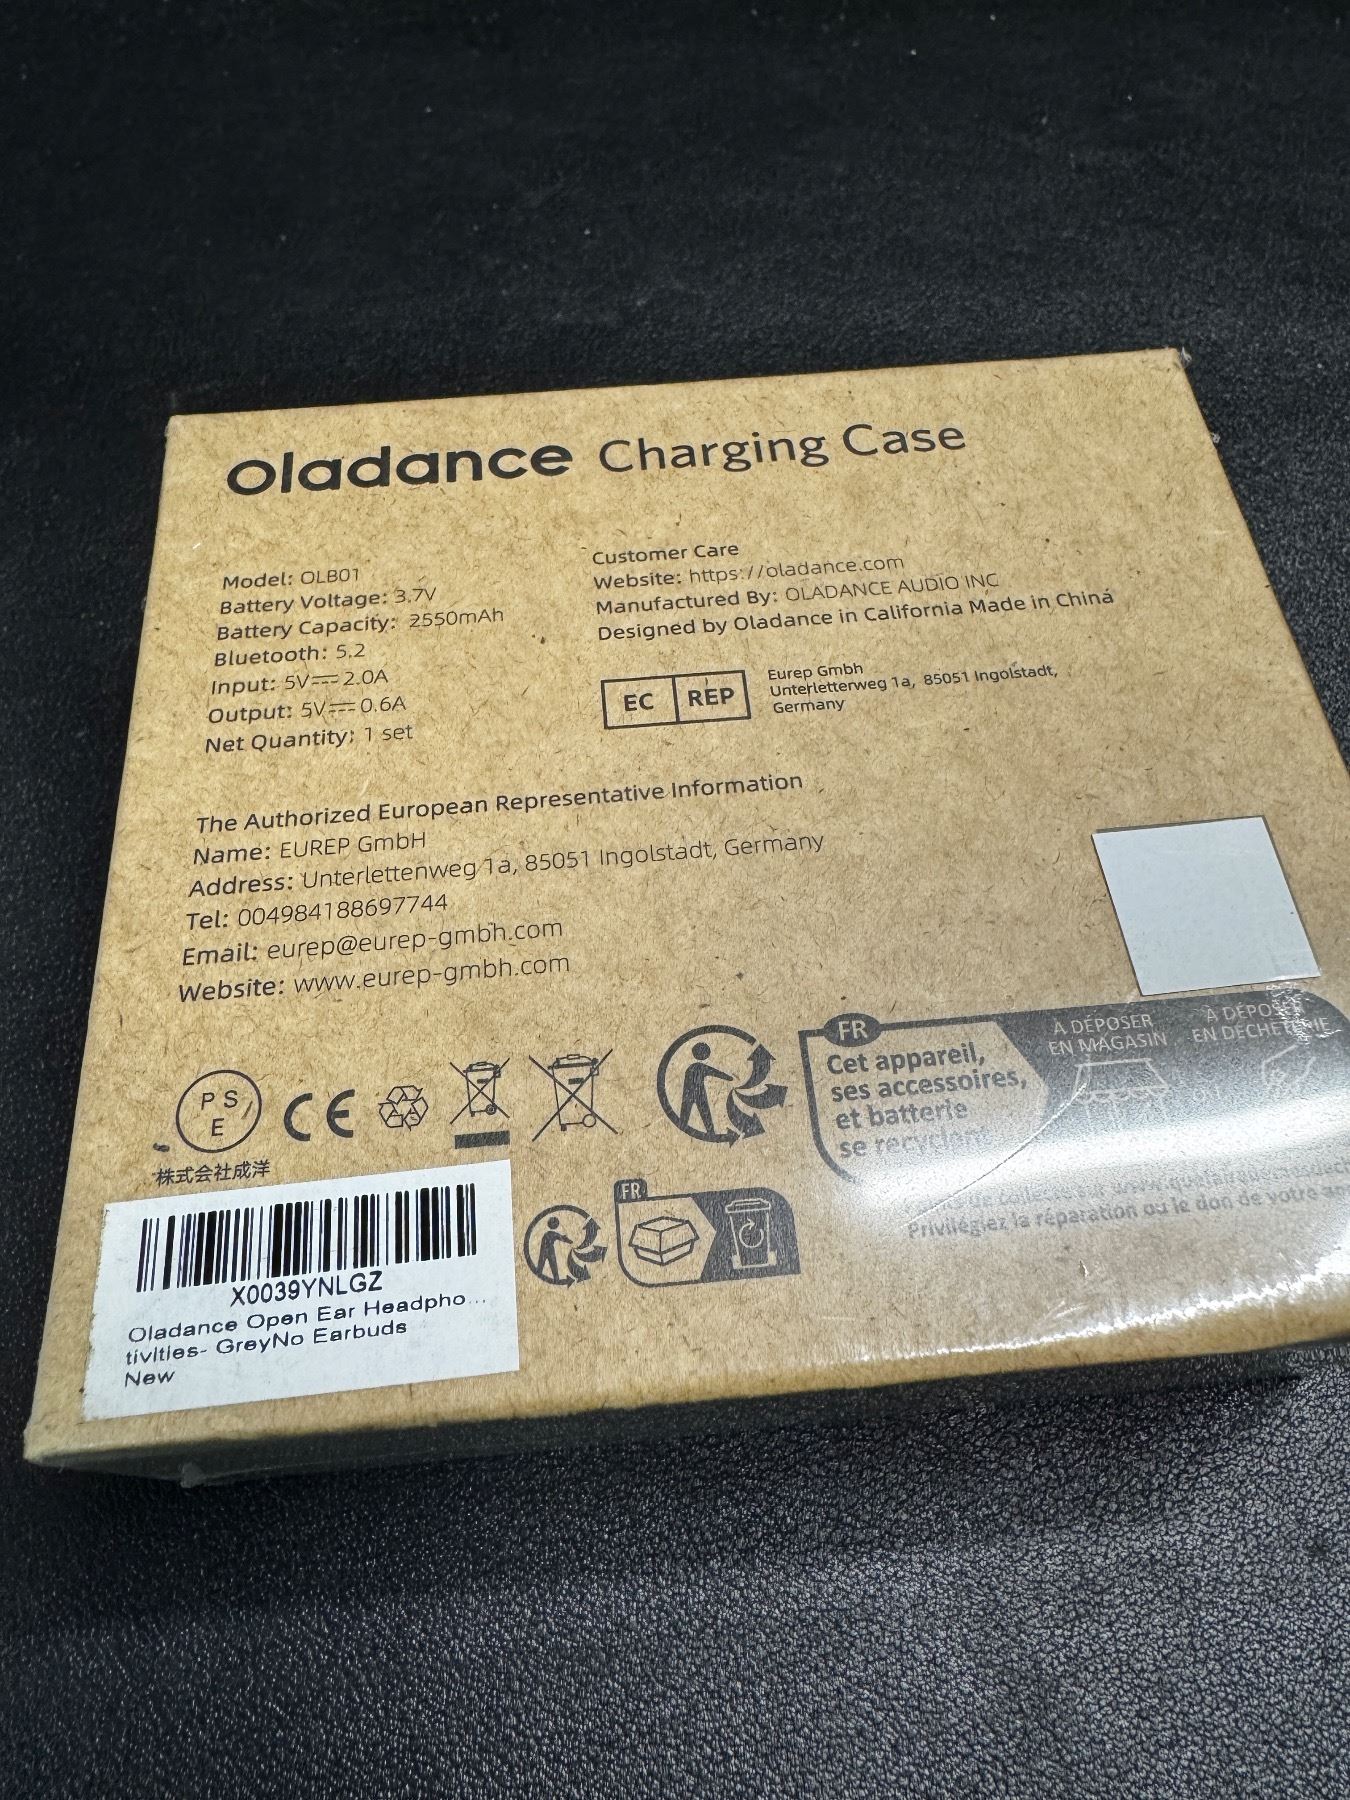 Oladance Charging Case
Model: OLB01
Battery Voltage: 3.7V
Battery Capacity: 2550mAh
Bluetooth: 5.2
Input: 5V⎓2.0A
Output: 5V⎓0.6A
Net Quantity: 1 set
Customer Care
Website: https://oladance.com
Manufactured By: OLADANCE AUDIO INC
Designed by Oladance in California Made in China
EC REP
Eurep Gmbh
Unterletterweg 1a, 85051 Ingolstadt,
Germany
The Authorized European Representative Information
Name: EUREP GmbH
Address: Unterlettenweg 1a, 85051 Ingolstadt, Germany
Tel: 004984188697744
Email: eurep@eurep-gmbh.com
Website: www.eurep-gmbh.com
PS
E
CE
株式会社成洋
FR
Cet appareil,
ses accessoires,
et batterie
se recyclent
À DÉPOSER
EN MAGASIN
À DÉPOSER
EN DÉCHÈTERIE
Privilégiez la réparation ou le don de votre
FR
X0039YNLGZ
Oladance Open Ear Headpho...
tivities- GreyNo Earbuds
New